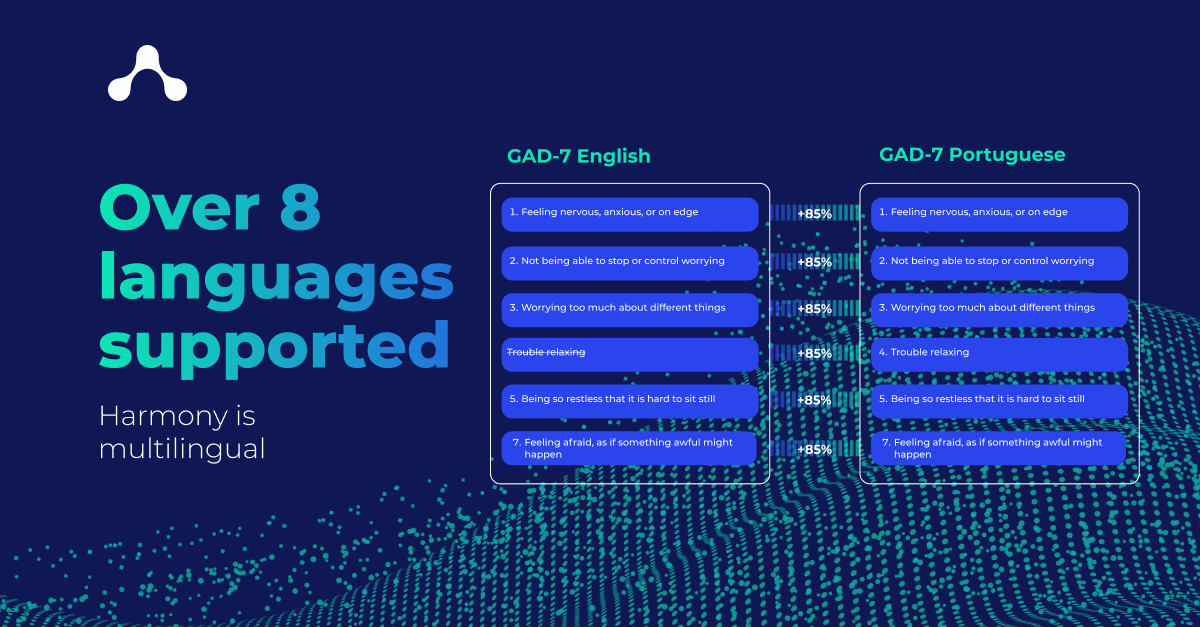 Over 8
languages
supported
Harmony is
multilingual
GAD-7 English
1. Feeling nervous, anxious, or on edge
2. Not being able to stop or control worrying
3. Worrying too much about different things
Trouble relaxing
5. Being so restless that it is hard to sit still
7. Feeling afraid, as if something awful might
happen
+85%
+85%
+85%
+85%
+85%
+85%
GAD-7 Portuguese
1. Feeling nervous, anxious, or on edge
2. Not being able to stop or control worrying
3. Worrying too much about different things
4. Trouble relaxing
5. Being so restless that it is hard to sit still
7. Feeling afraid, as if something awful might
happen